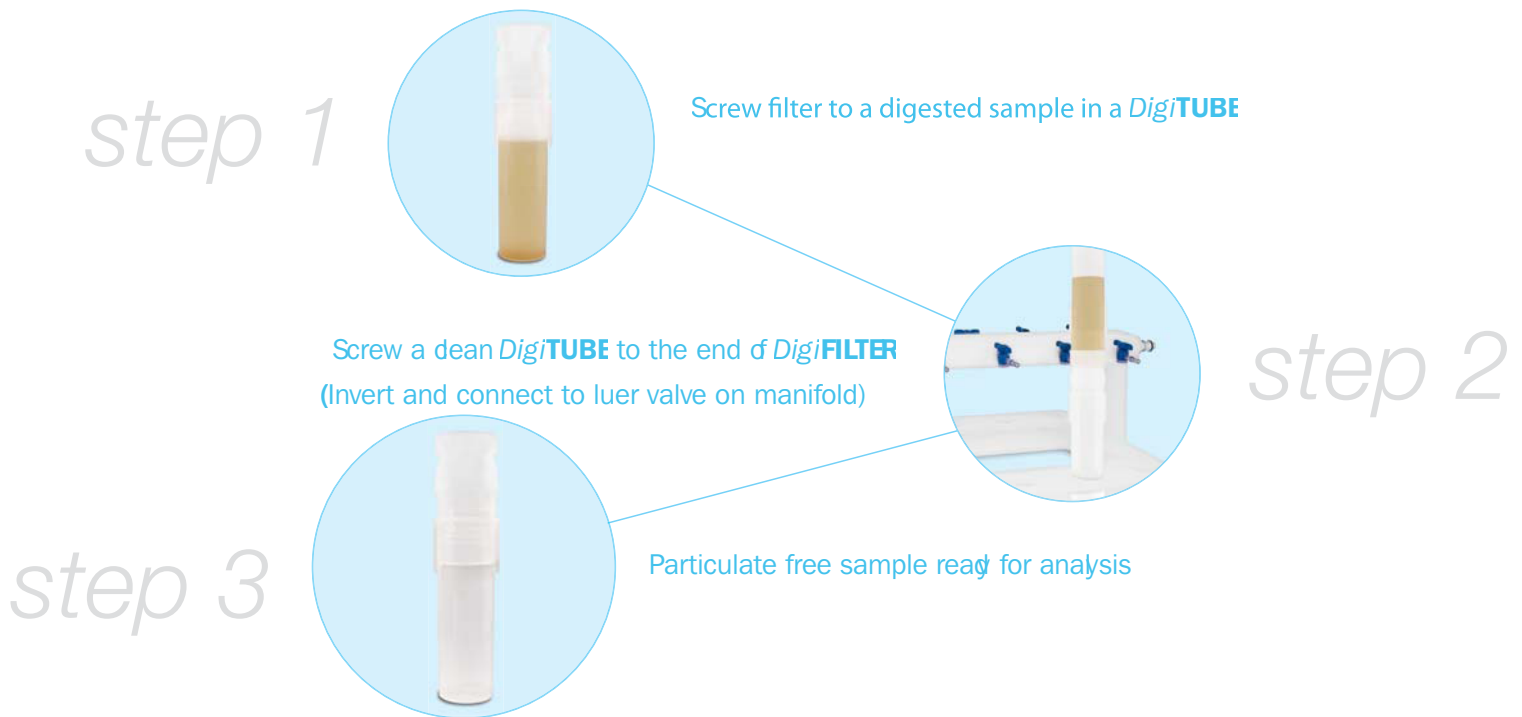 step 1
Screw filter to a digested sample in a DigiTUBE
Screw a clean DigiTUBE to the end of DigiFILTER
(Invert and connect to luer valve on manifold)
step 2
step 3
Particulate free sample ready for analysis